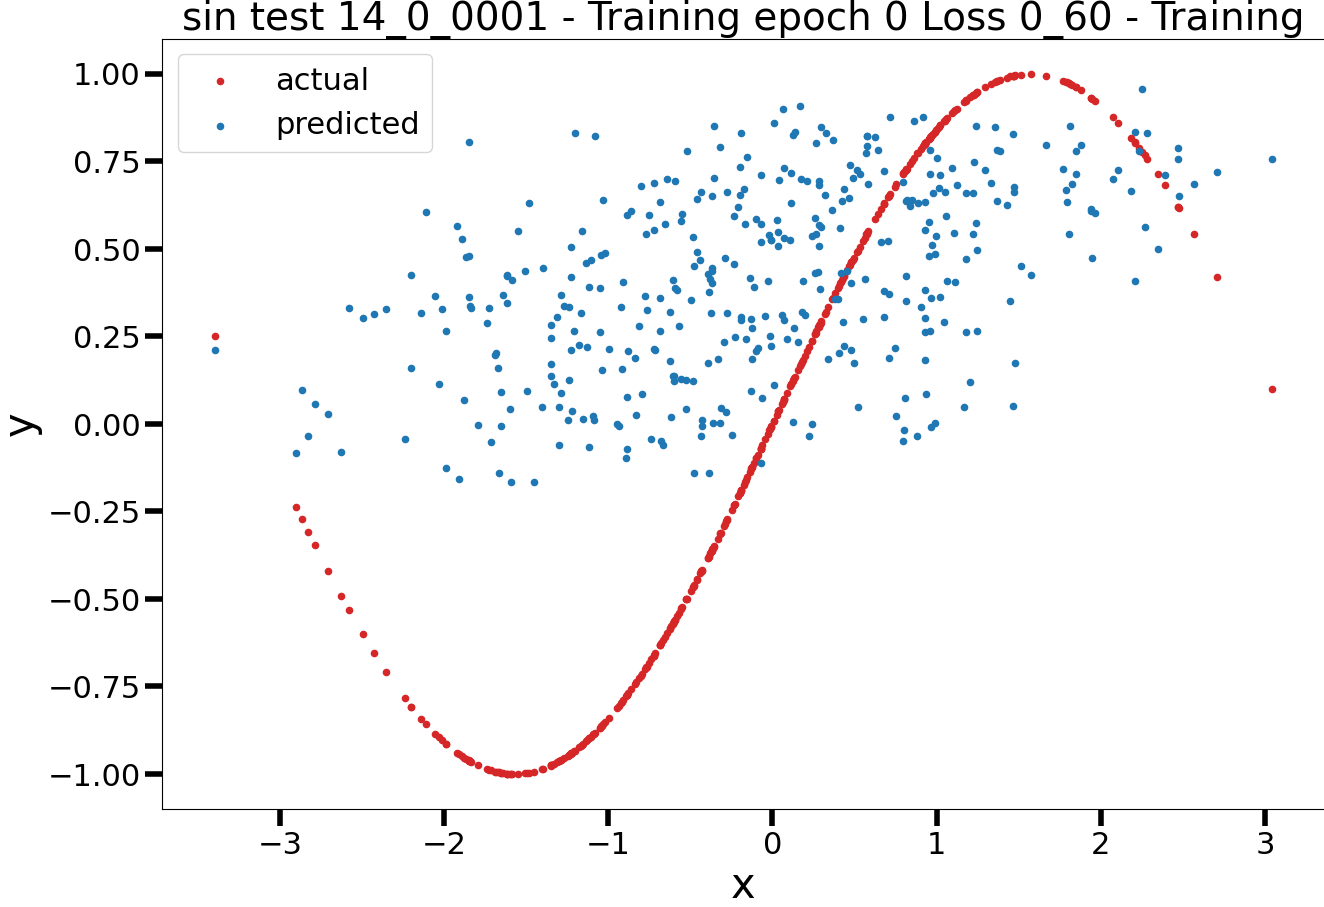 sin test 14_0_0001 - Training epoch 0 Loss 0_60 - Training
actual
predicted
1.00
0.75
0.50
0.25
0.00
−0.25
−0.50
−0.75
−1.00
y
−3 −2 −1 0 1 2 3
x